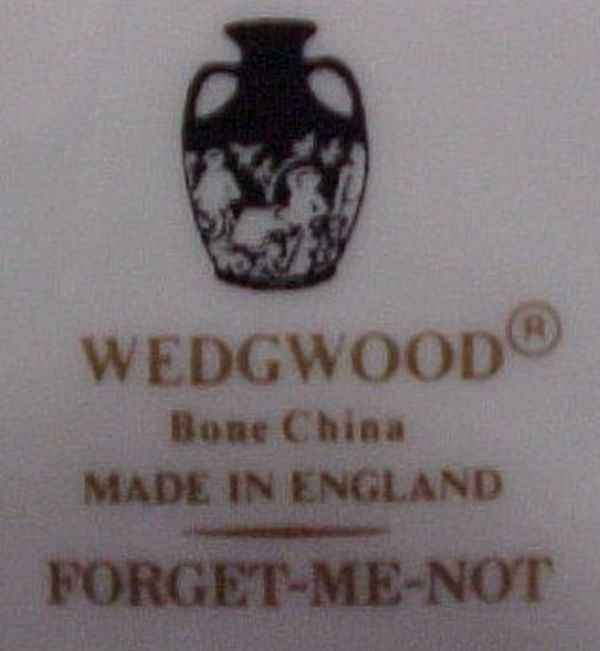 WEDGWOOD®
Bone China
MADE IN ENGLAND
FORGET-ME-NOT